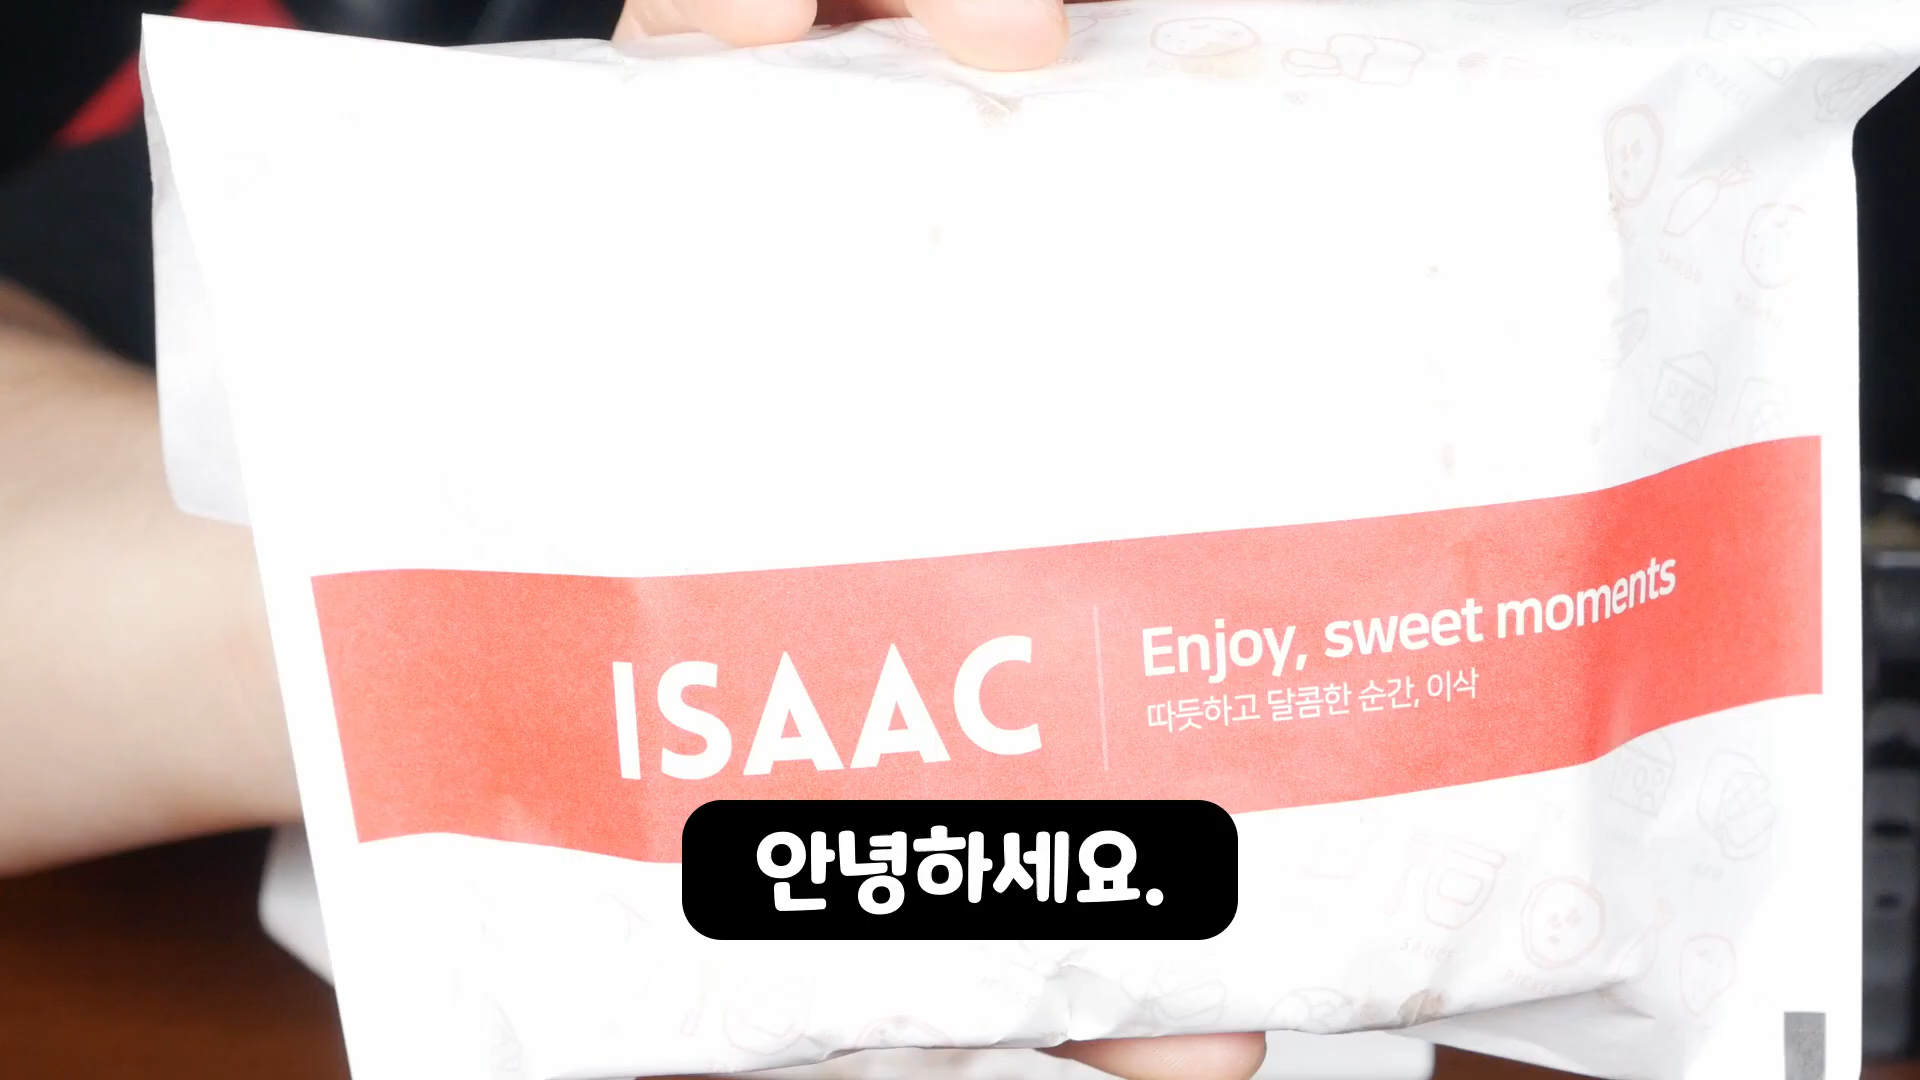 ISAAC
Enjoy, sweet moments
따듯하고 달콤한 순간, 이삭
안녕하세요.
SAUCE